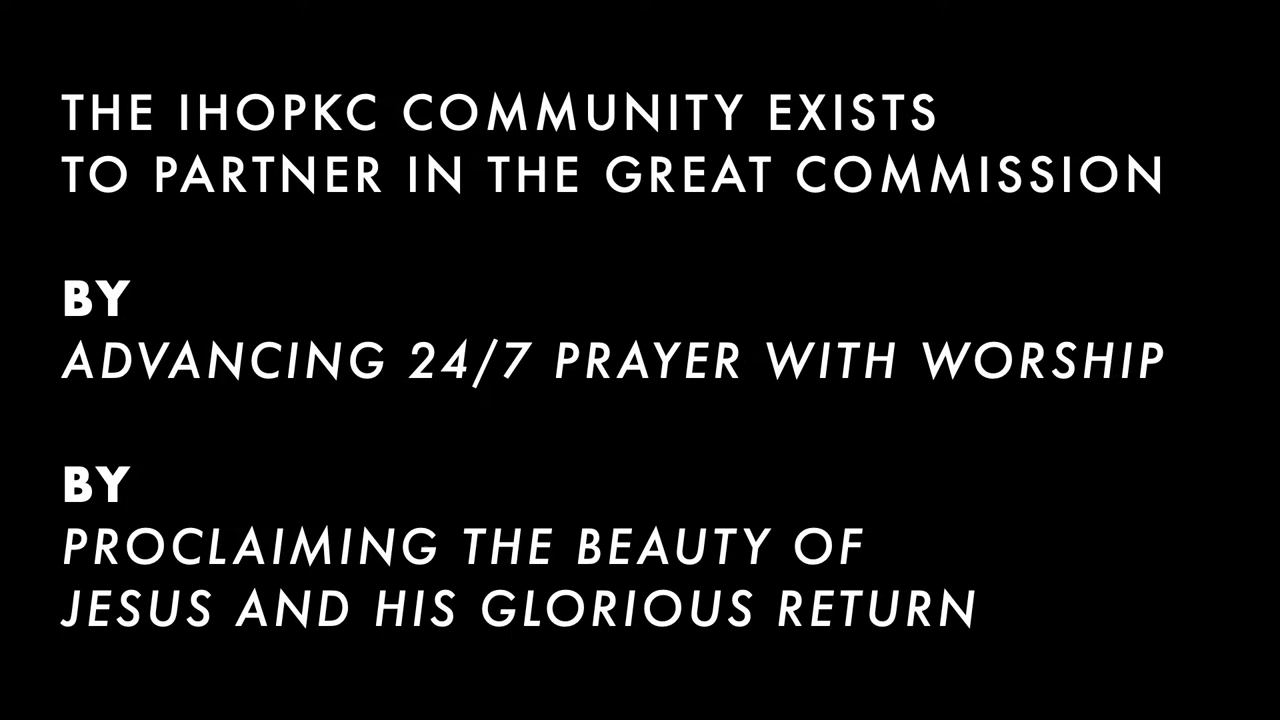 THE IHOPKC COMMUNITY EXISTS
TO PARTNER IN THE GREAT COMMISSION
BY
ADVANCING 24/7 PRAYER WITH WORSHIP
BY
PROCLAIMING THE BEAUTY OF
JESUS AND HIS GLORIOUS RETURN